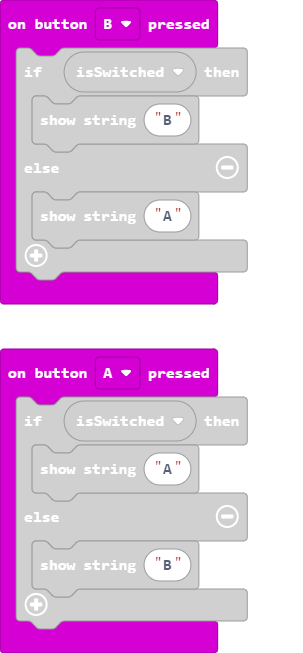 on button B pressed
if isSwitched then
show string "B"
else
show string "A"
on button A pressed
if isSwitched then
show string "A"
else
show string "B"